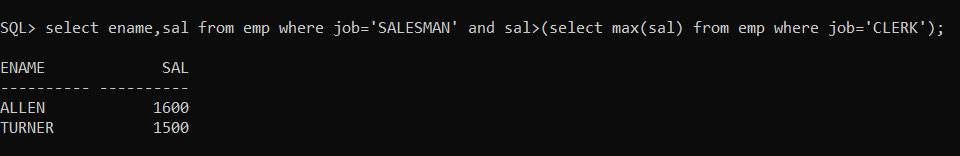 SQL> select ename,sal from emp where job='SALESMAN' and sal>(select max(sal) from emp where job='CLERK');
ENAME             SAL
---------- ----------
ALLEN            1600
TURNER           1500